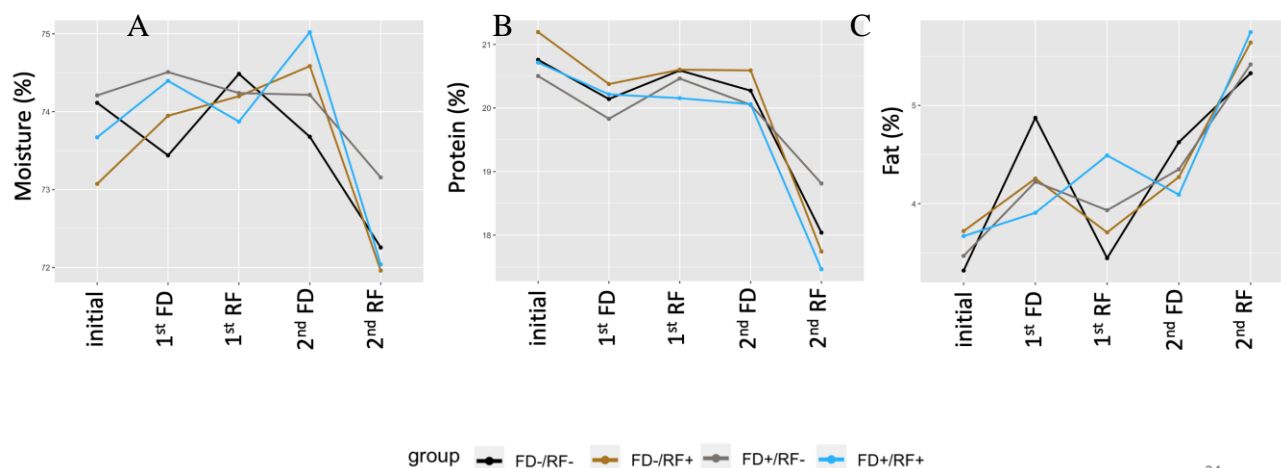 A
B
C
Moisture (%)
75
74
73
72
initial
1st FD
1st RF
2nd FD
2nd RF
Protein (%)
21
20
19
18
initial
1st FD
1st RF
2nd FD
2nd RF
Fat (%)
5
4
initial
1st FD
1st RF
2nd FD
2nd RF
group FD-/RF- FD-/RF+ FD+/RF- FD+/RF+